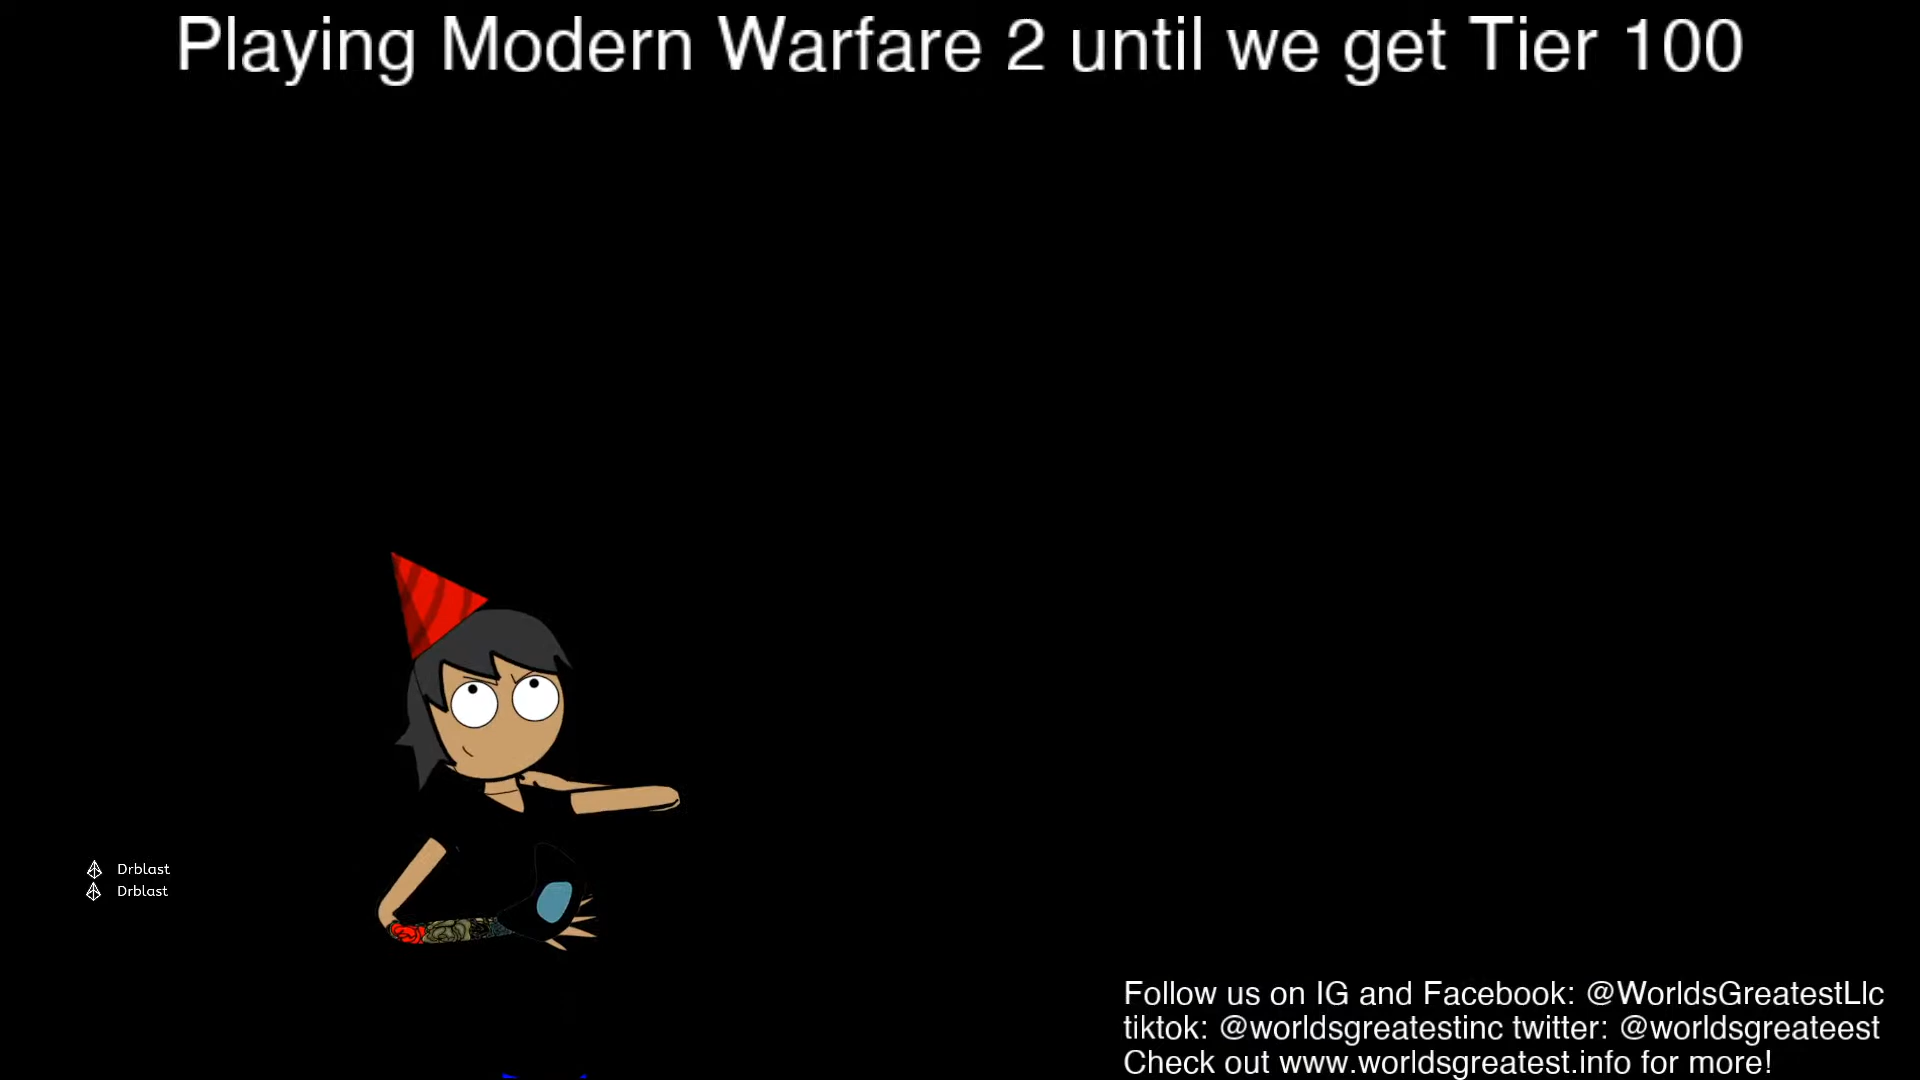 Playing Modern Warfare 2 until we get Tier 100
Drblast
Drblast
Follow us on IG and Facebook: @WorldsGreatestLlc
tiktok: @worldsgreatestinc twitter: @worldsgreateest
Check out www.worldsgreatest.info for more!